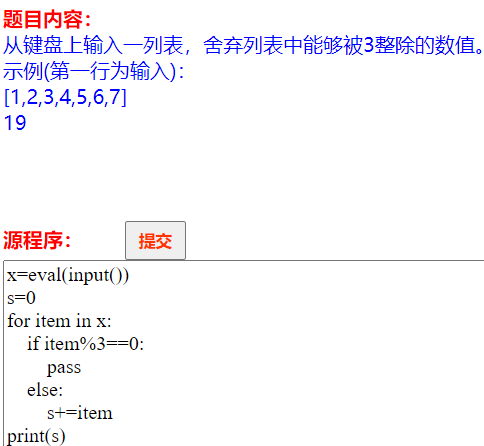 题目内容：
从键盘上输入一列表，舍弃列表中能够被3整除的数值。
示例(第一行为输入)：
[1,2,3,4,5,6,7]
19
源程序： 提交
x=eval(input())
s=0
for item in x:
    if item%3==0:
        pass
    else:
        s+=item
print(s)